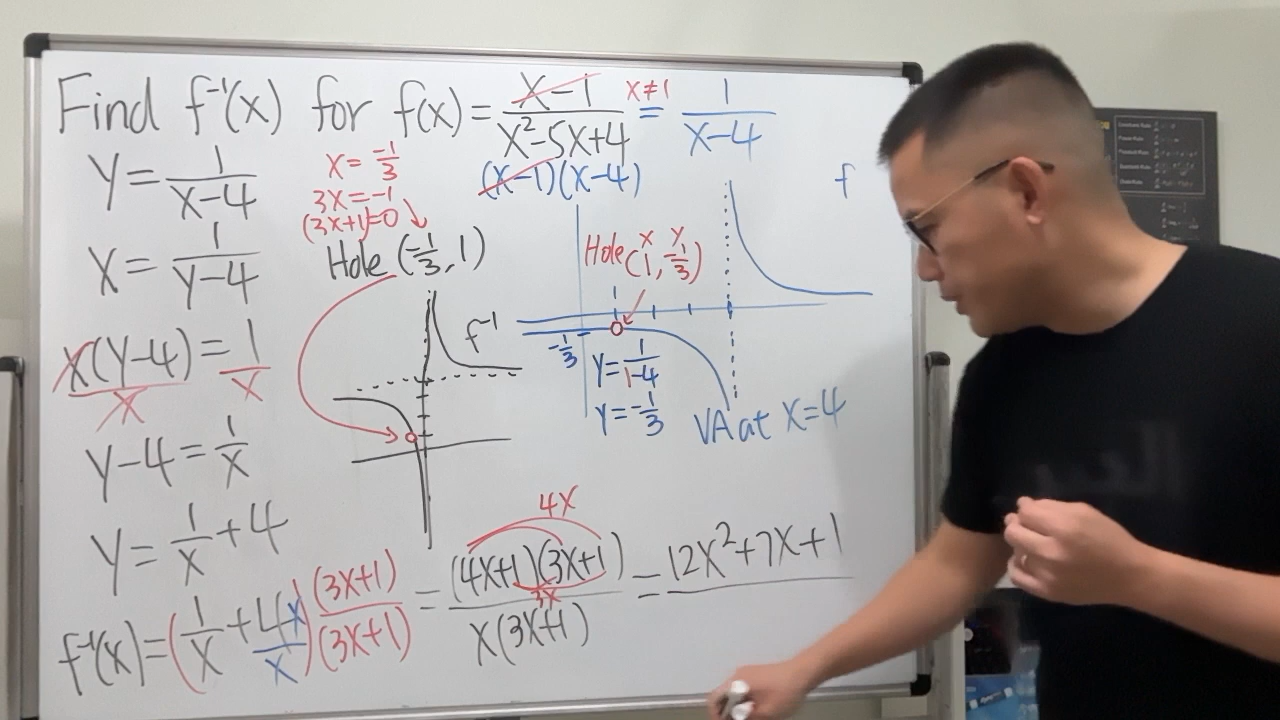 Find f⁻¹(x) for f(x) = (x-1)/(x²-5x+4) = 1/(x-4)
x≠1
(x-1)(x-4)
y = 1/(x-4)
x = 1/(y-4)
x(y-4)/x = 1/x
y-4 = 1/x
y = 1/x + 4
x = -1/3
3x = -1
(3x+1)=0
Hole (-1/3, 1)
f⁻¹
f
Hole (1, -1/3)
x y
1
-1/3
y = 1/(1-4)
y = -1/3
VA at x=4
4x
3x
f⁻¹(x) = (1/x + 4·x/x) (3x+1)/(3x+1) = (4x+1)(3x+1)/x(3x+1) = 12x²+7x+1